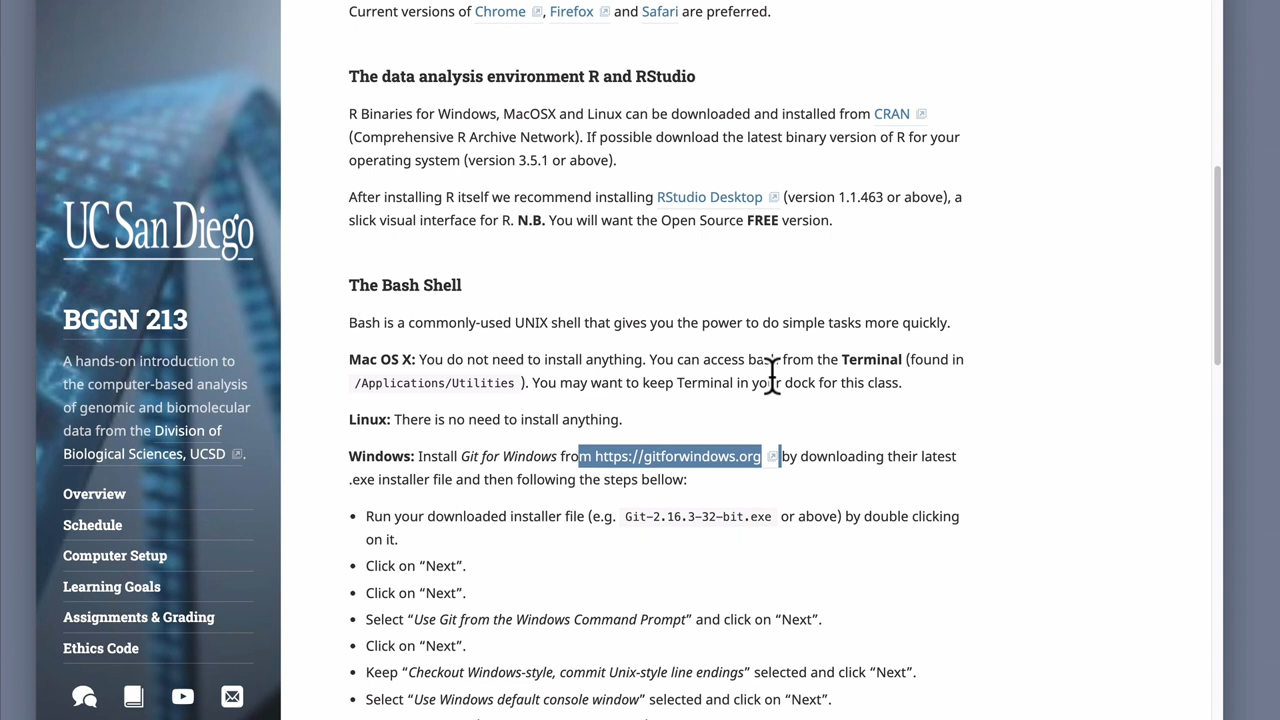 Current versions of Chrome, Firefox and Safari are preferred.
The data analysis environment R and RStudio
R Binaries for Windows, MacOSX and Linux can be downloaded and installed from CRAN
(Comprehensive R Archive Network). If possible download the latest binary version of R for your
operating system (version 3.5.1 or above).
After installing R itself we recommend installing RStudio Desktop (version 1.1.463 or above), a
slick visual interface for R. N.B. You will want the Open Source FREE version.
The Bash Shell
Bash is a commonly-used UNIX shell that gives you the power to do simple tasks more quickly.
Mac OS X: You do not need to install anything. You can access bash from the Terminal (found in
/Applications/Utilities ). You may want to keep Terminal in your dock for this class.
Linux: There is no need to install anything.
Windows: Install Git for Windows from https://gitforwindows.org by downloading their latest
.exe installer file and then following the steps bellow:
• Run your downloaded installer file (e.g. Git-2.16.3-32-bit.exe or above) by double clicking
on it.
• Click on “Next”.
• Click on “Next”.
• Select “Use Git from the Windows Command Prompt” and click on “Next”.
• Click on “Next”.
• Keep “Checkout Windows-style, commit Unix-style line endings” selected and click “Next”.
• Select “Use Windows default console window” selected and click on “Next”.
UC San Diego
BGGN 213
A hands-on introduction to
the computer-based analysis
of genomic and biomolecular
data from the Division of
Biological Sciences, UCSD.
Overview
Schedule
Computer Setup
Learning Goals
Assignments & Grading
Ethics Code